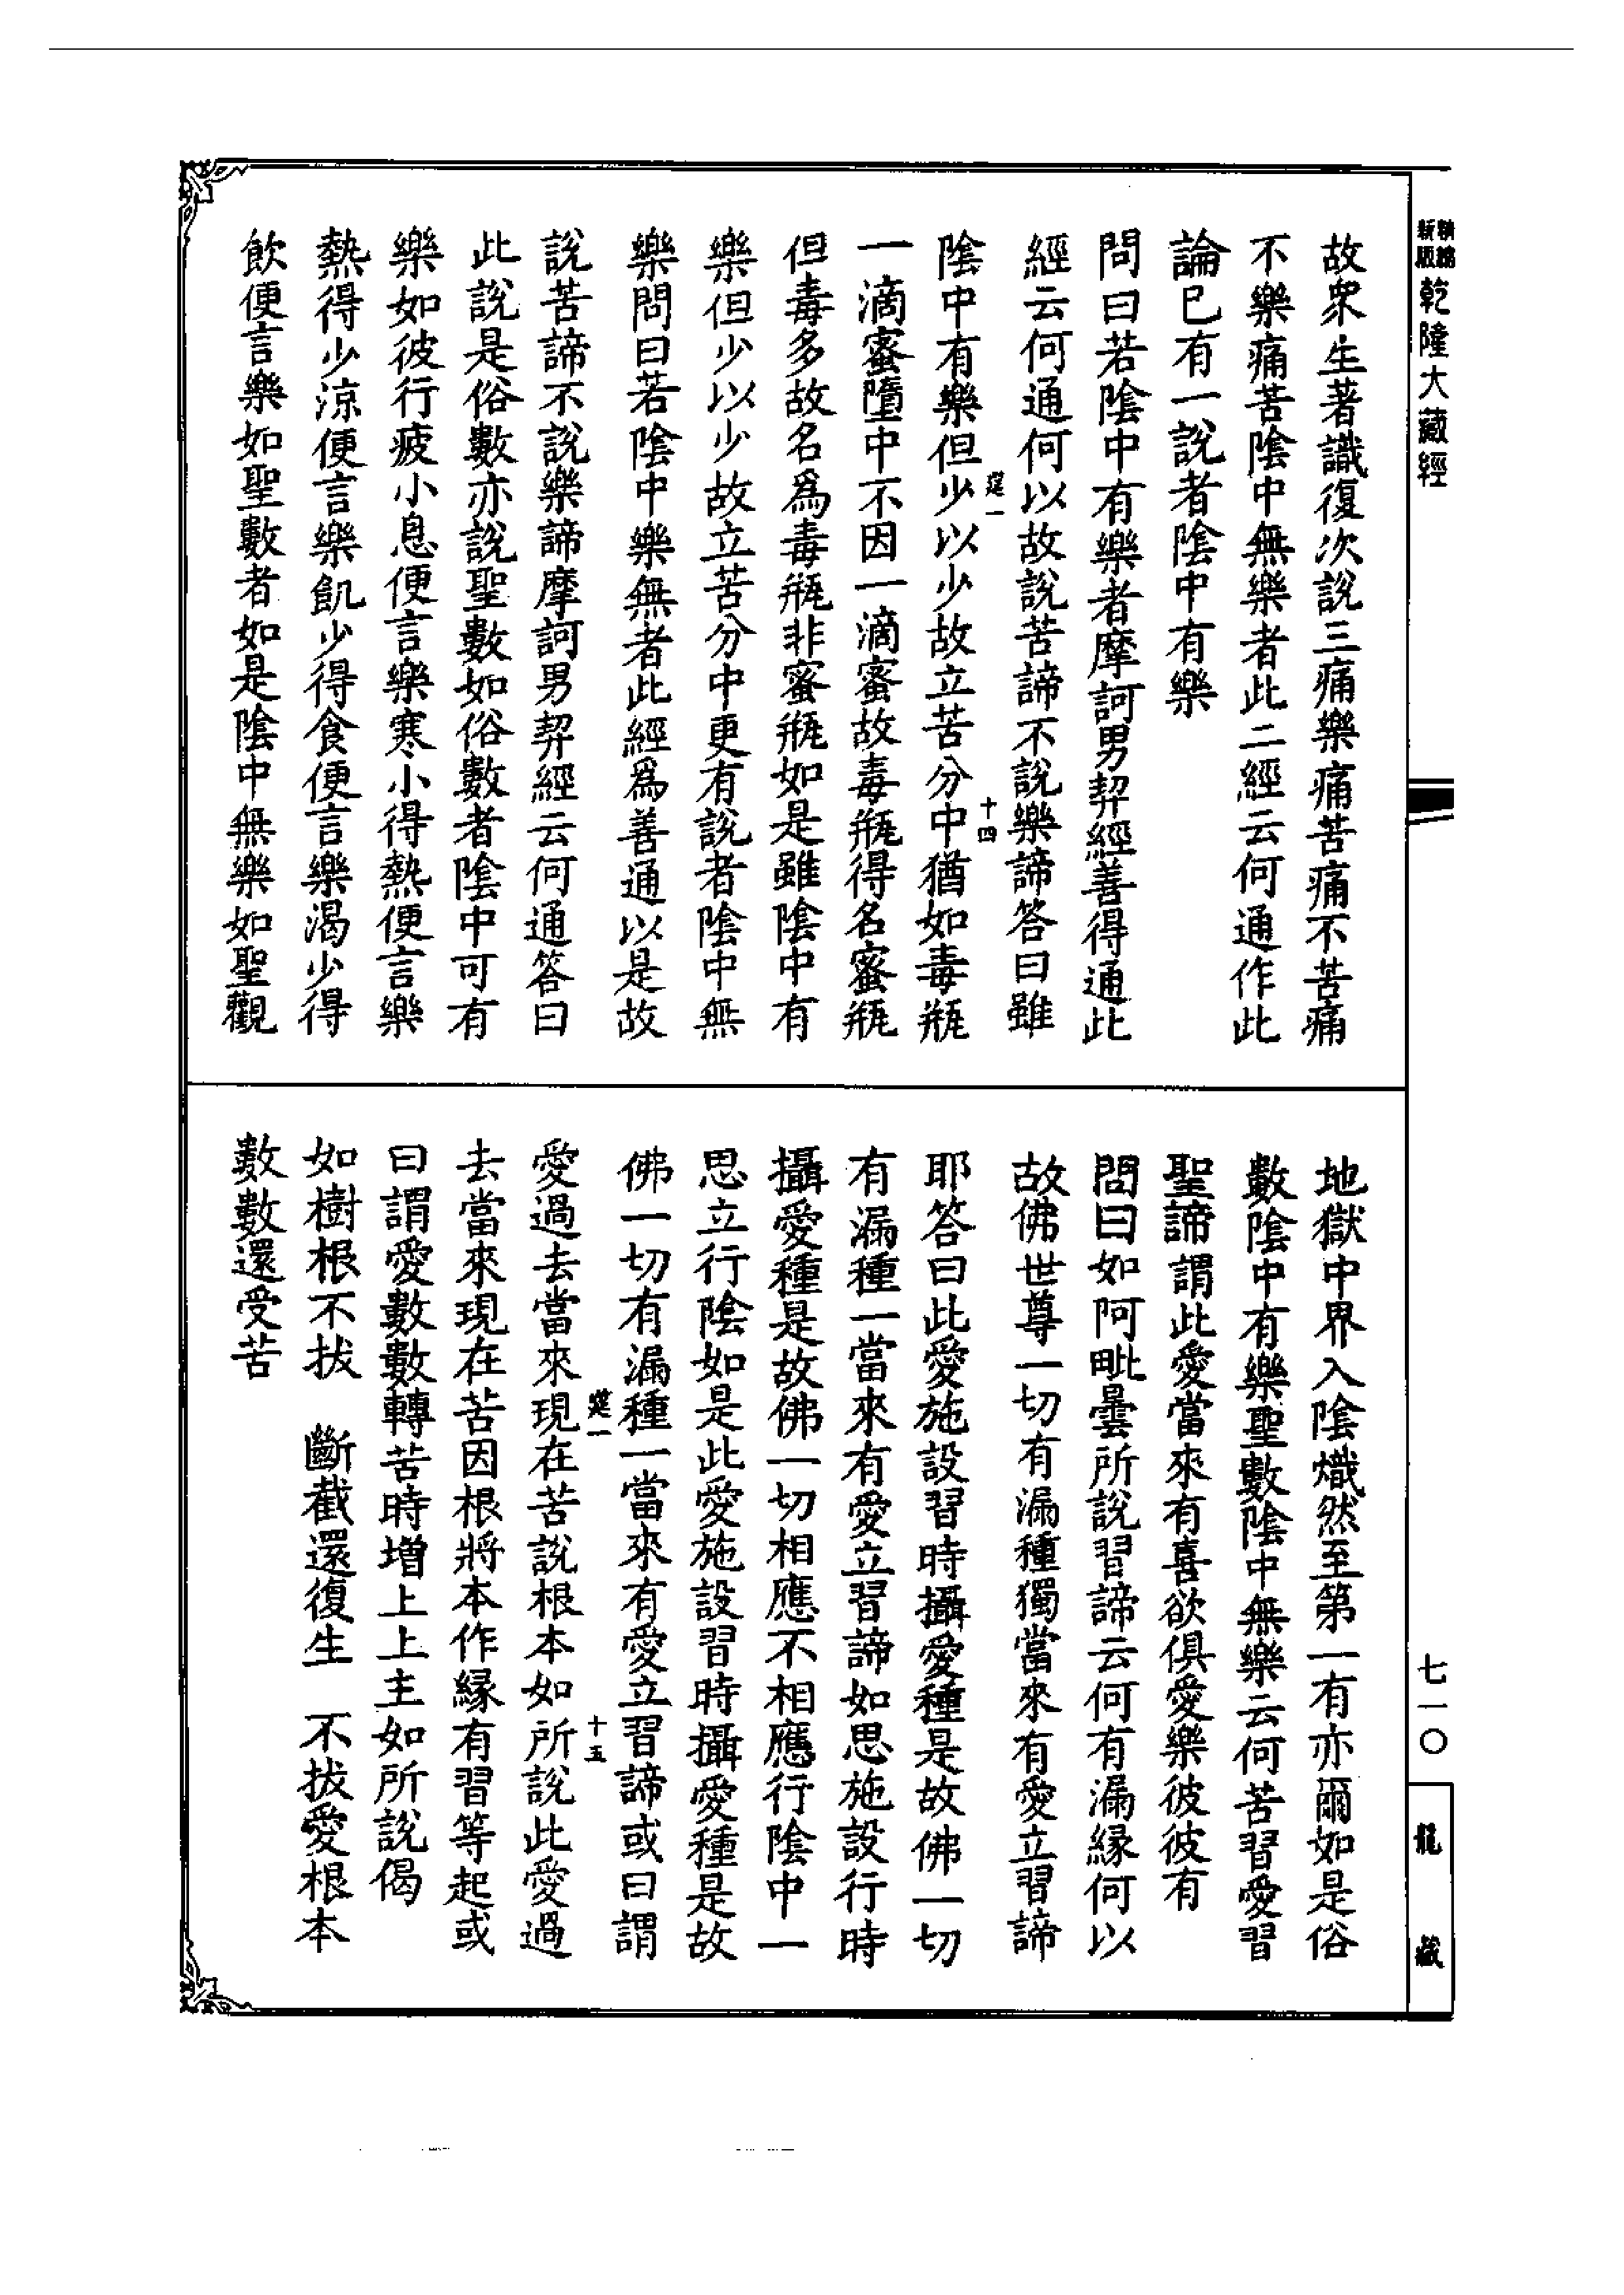 新編
新版
乾隆大藏經
故衆生著識復次說三痛樂痛苦痛不苦痛
不樂痛苦陰中無樂者此二經云何通作此
論已有一說者陰中有樂
問曰若陰中有樂者摩訶男契經善得通此
經云何通何以故說苦諦不說樂諦答曰雖
陰中有樂但少以少故立苦分中猶如毒瓶
一滴蜜墮中不因一滴蜜故毒瓶得名蜜瓶
但毒多故名爲毒瓶非蜜瓶如是雖陰中有
樂但少以少故立苦分中更有說者陰中無
樂問曰若陰中樂無者此經爲善通以是故
說苦諦不說樂諦摩訶男契經云何通答曰
此說是俗數亦說聖數如俗數者陰中可有
樂如彼行疲小息便言樂寒小得熱便言樂
熱得少涼便言樂飢少得食便言樂渴少得
飲便言樂如聖數者如是陰中無樂如聖觀
十四
地獄中界入陰熾然至第一有亦爾如是俗
數陰中有樂聖數陰中無樂云何苦習愛習
聖諦謂此愛當來有喜欲俱愛樂彼彼有
問曰如阿毗曇所說習諦云何有漏緣何以
故佛世尊一切有漏種獨當來有愛立習諦
耶答曰此愛施設習時攝愛種是故佛一切
有漏種一當來有愛立習諦如思施設行時
攝愛種是故佛一切相應不相應行陰中一
思立行陰如是此愛施設習時攝愛種是故
佛一切有漏種一當來有愛立習諦或曰謂
愛過去當來現在苦說根本如所說此愛過
去當來現在苦因根將本作緣有習等起或
曰謂愛數數轉苦時增上上主如所說偈
如樹根不拔　斷截還復生　不拔愛根本
數數還受苦
十五
七一〇
龍藏